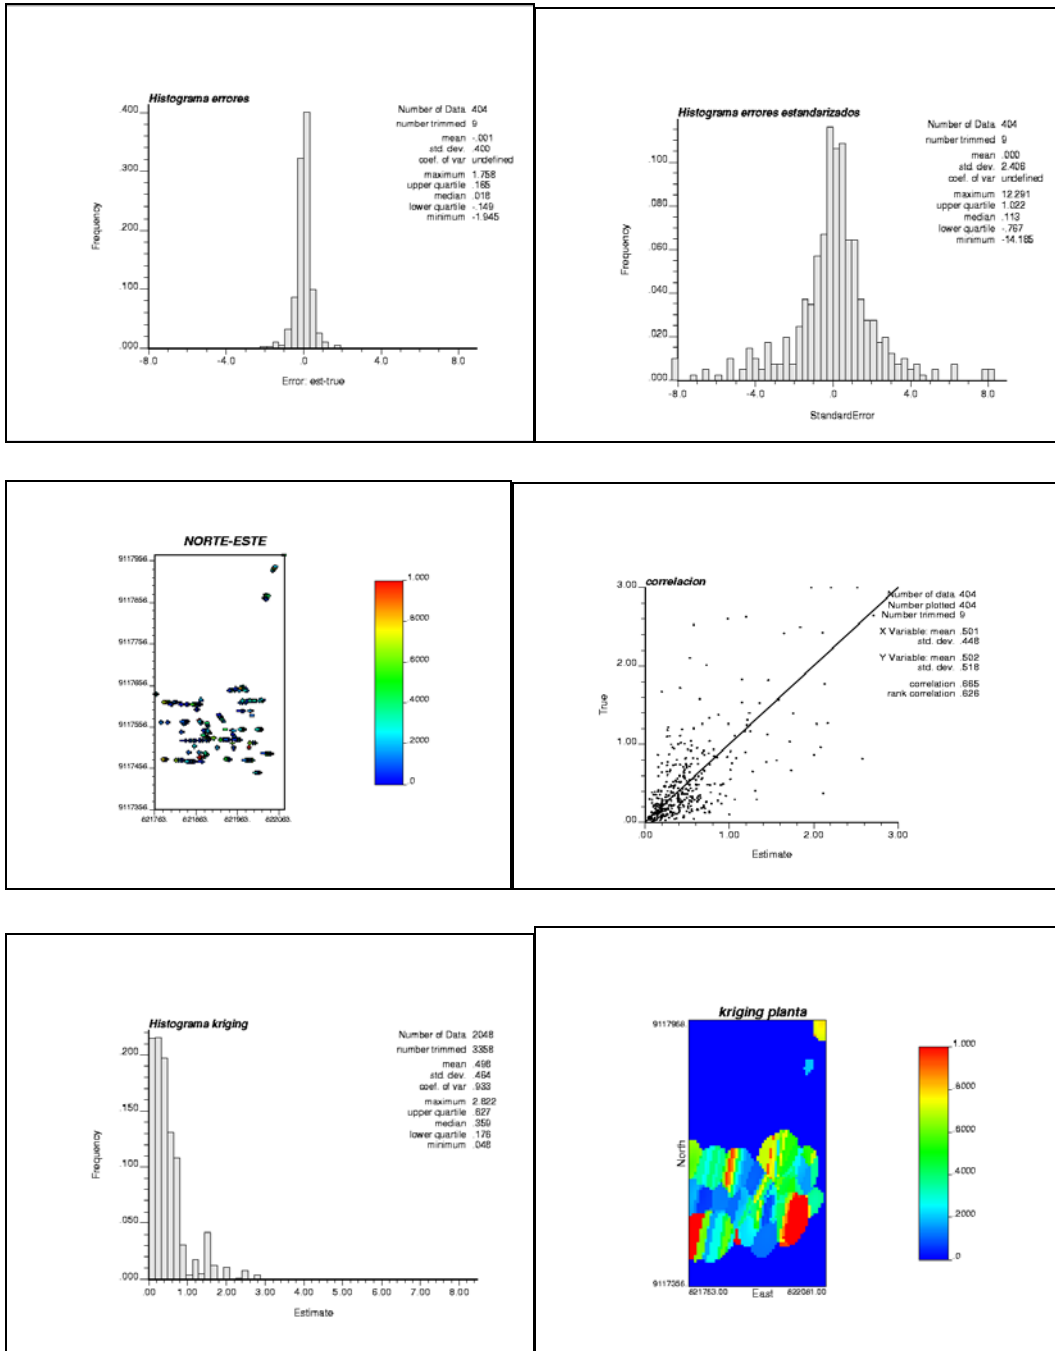 Histograma errores
Number of Data 404
number trimmed 9
mean -.001
std. dev. .400
coef. of var undefined
maximum 1.758
upper quartile .165
median .018
lower quartile -.149
minimum -1.945
Frequency
.400
.300
.200
.100
.000
-8.0 -4.0 .0 4.0 8.0
Error: est-true
Histograma errores estandarizados
Number of Data 404
number trimmed 9
mean .000
std. dev. 2.406
coef. of var undefined
maximum 12.291
upper quartile 1.022
median .113
lower quartile -.767
minimum -14.185
Frequency
.100
.080
.060
.040
.020
.000
-8.0 -4.0 .0 4.0 8.0
StandardError
NORTE-ESTE
9117956.
9117856.
9117756.
9117656.
9117556.
9117456.
9117356.
821763. 821863. 821963. 822063.
1.000
.8000
.6000
.4000
.2000
.0
correlacion
Number of data 404
Number plotted 404
Number trimmed 9
X Variable: mean .501
std. dev. .448
Y Variable: mean .502
std. dev. .518
correlation .665
rank correlation .626
True
3.00
2.00
1.00
.00
.00 1.00 2.00 3.00
Estimate
Histograma kriging
Number of Data 2048
number trimmed 3358
mean .498
std. dev. .464
coef. of var .933
maximum 2.822
upper quartile .627
median .359
lower quartile .176
minimum .048
Frequency
.200
.150
.100
.050
.000
.00 1.00 2.00 3.00 4.00 5.00 6.00 7.00 8.00
Estimate
kriging planta
9117958.
North
9117356.
821763.00 East 822081.00
1.000
.8000
.6000
.4000
.2000
.0